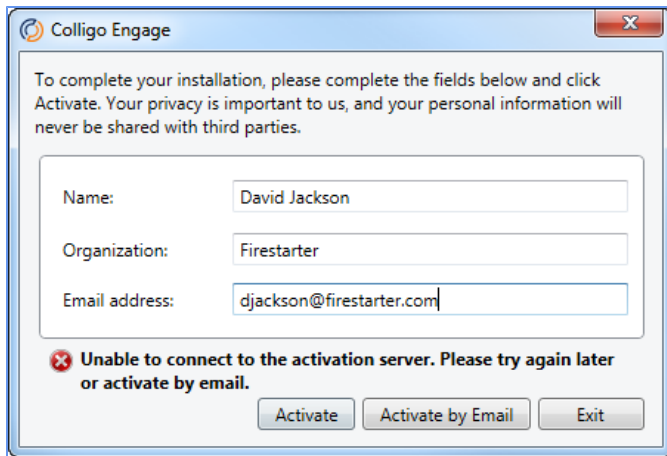 Colligo Engage
To complete your installation, please complete the fields below and click
Activate. Your privacy is important to us, and your personal information will
never be shared with third parties.
Name: David Jackson
Organization: Firestarter
Email address: djackson@firestarter.com
Unable to connect to the activation server. Please try again later
or activate by email.
Activate Activate by Email Exit